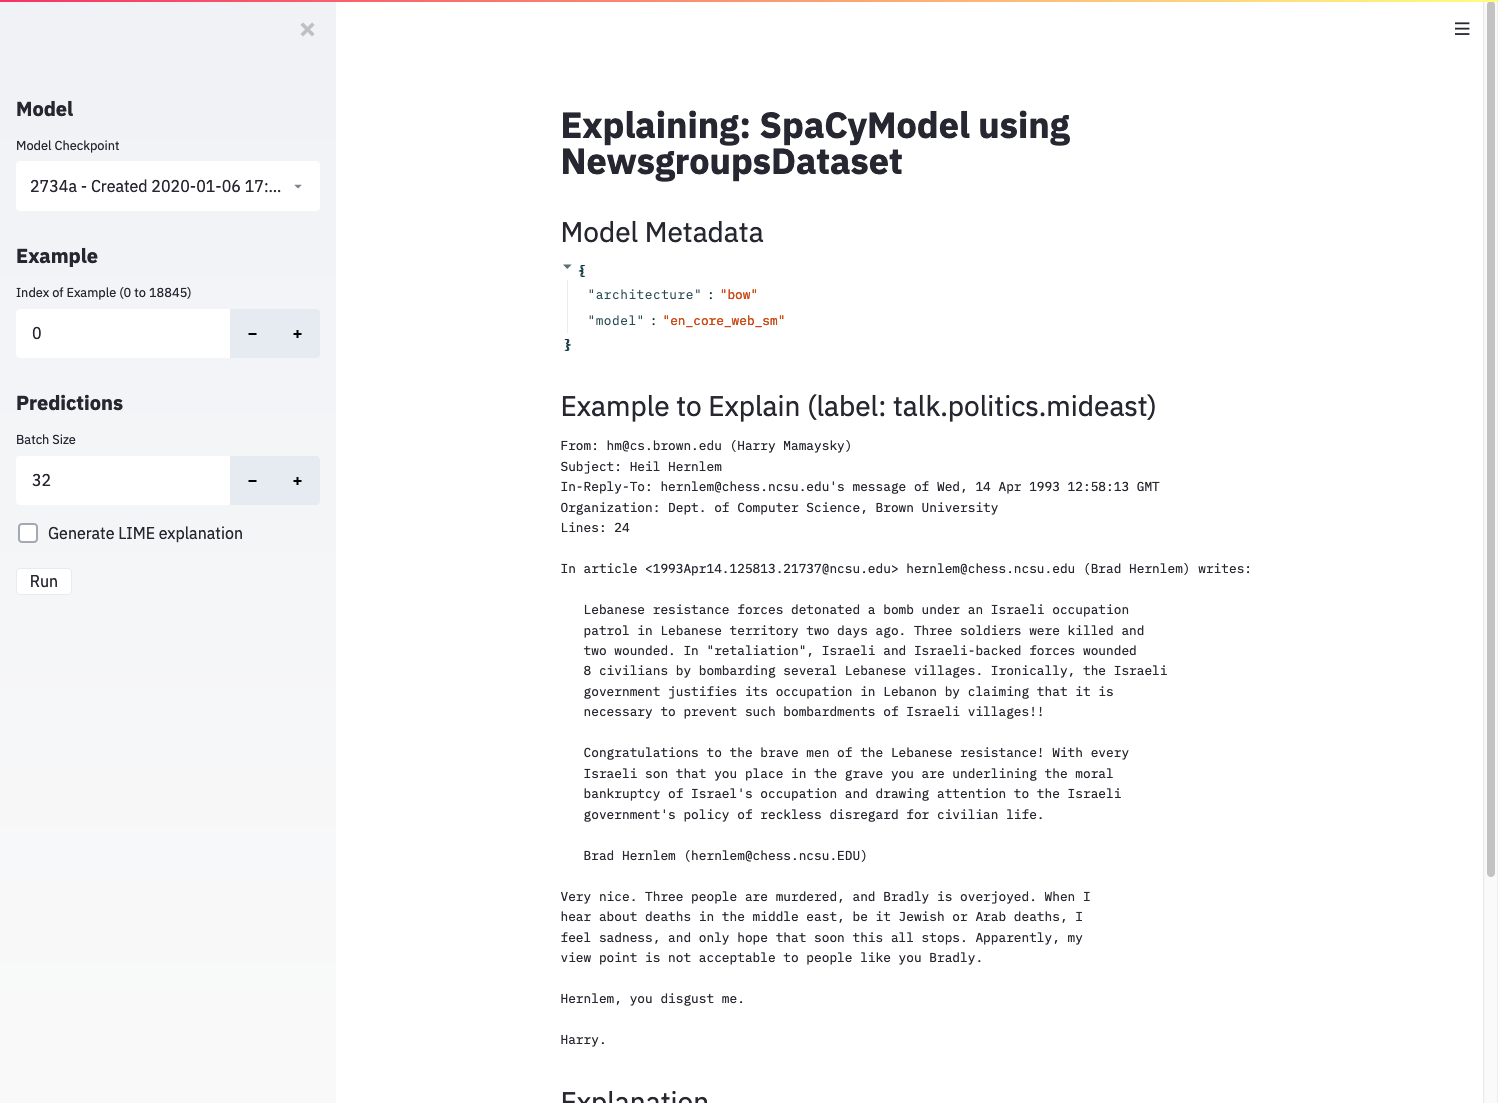 ×
Model
Model Checkpoint
2734a - Created 2020-01-06 17:...
Example
Index of Example (0 to 18845)
0
− +
Predictions
Batch Size
32
− +
Generate LIME explanation
Run
Explaining: SpaCyModel using
NewsgroupsDataset
Model Metadata
{
"architecture" : "bow"
"model" : "en_core_web_sm"
}
Example to Explain (label: talk.politics.mideast)
From: hm@cs.brown.edu (Harry Mamaysky)
Subject: Heil Hernlem
In-Reply-To: hernlem@chess.ncsu.edu's message of Wed, 14 Apr 1993 12:58:13 GMT
Organization: Dept. of Computer Science, Brown University
Lines: 24
In article <1993Apr14.125813.21737@ncsu.edu> hernlem@chess.ncsu.edu (Brad Hernlem) writes:
Lebanese resistance forces detonated a bomb under an Israeli occupation
patrol in Lebanese territory two days ago. Three soldiers were killed and
two wounded. In "retaliation", Israeli and Israeli-backed forces wounded
8 civilians by bombarding several Lebanese villages. Ironically, the Israeli
government justifies its occupation in Lebanon by claiming that it is
necessary to prevent such bombardments of Israeli villages!!
Congratulations to the brave men of the Lebanese resistance! With every
Israeli son that you place in the grave you are underlining the moral
bankruptcy of Israel's occupation and drawing attention to the Israeli
government's policy of reckless disregard for civilian life.
Brad Hernlem (hernlem@chess.ncsu.EDU)
Very nice. Three people are murdered, and Bradly is overjoyed. When I
hear about deaths in the middle east, be it Jewish or Arab deaths, I
feel sadness, and only hope that soon this all stops. Apparently, my
view point is not acceptable to people like you Bradly.
Hernlem, you disgust me.
Harry.
Explanation